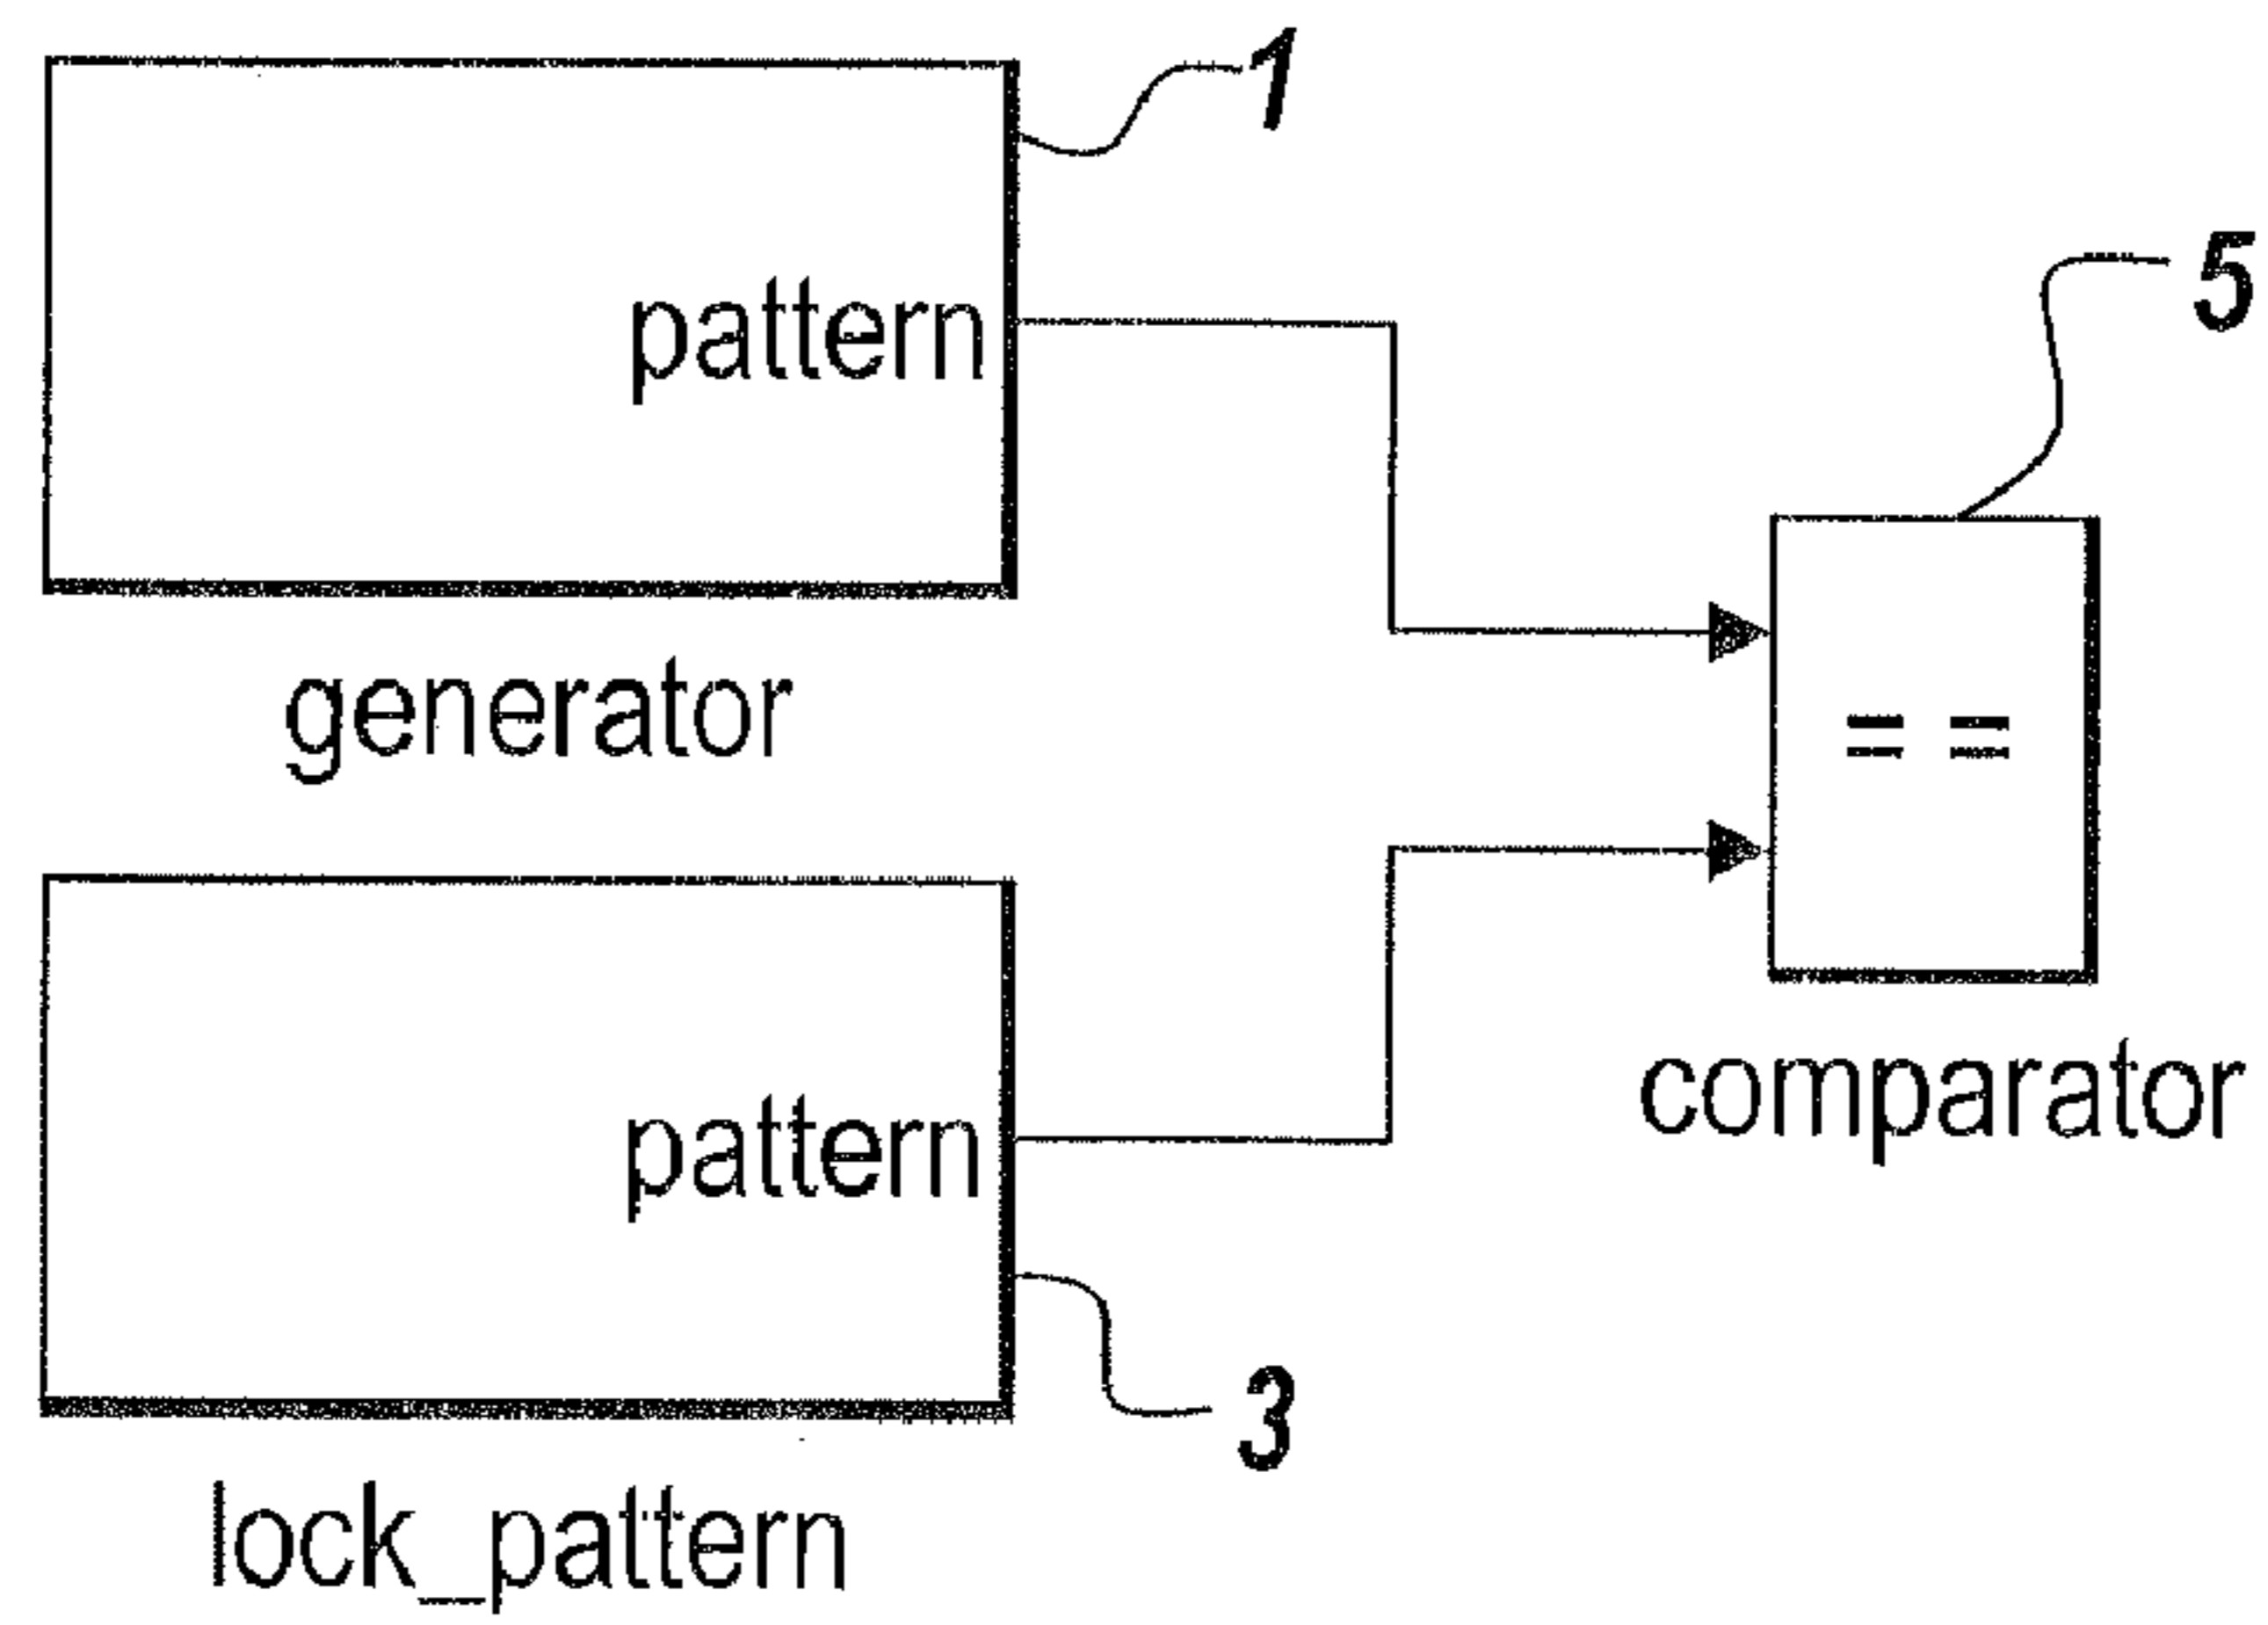 1
pattern
5
generator
= =
comparator
pattern
3
lock_pattern